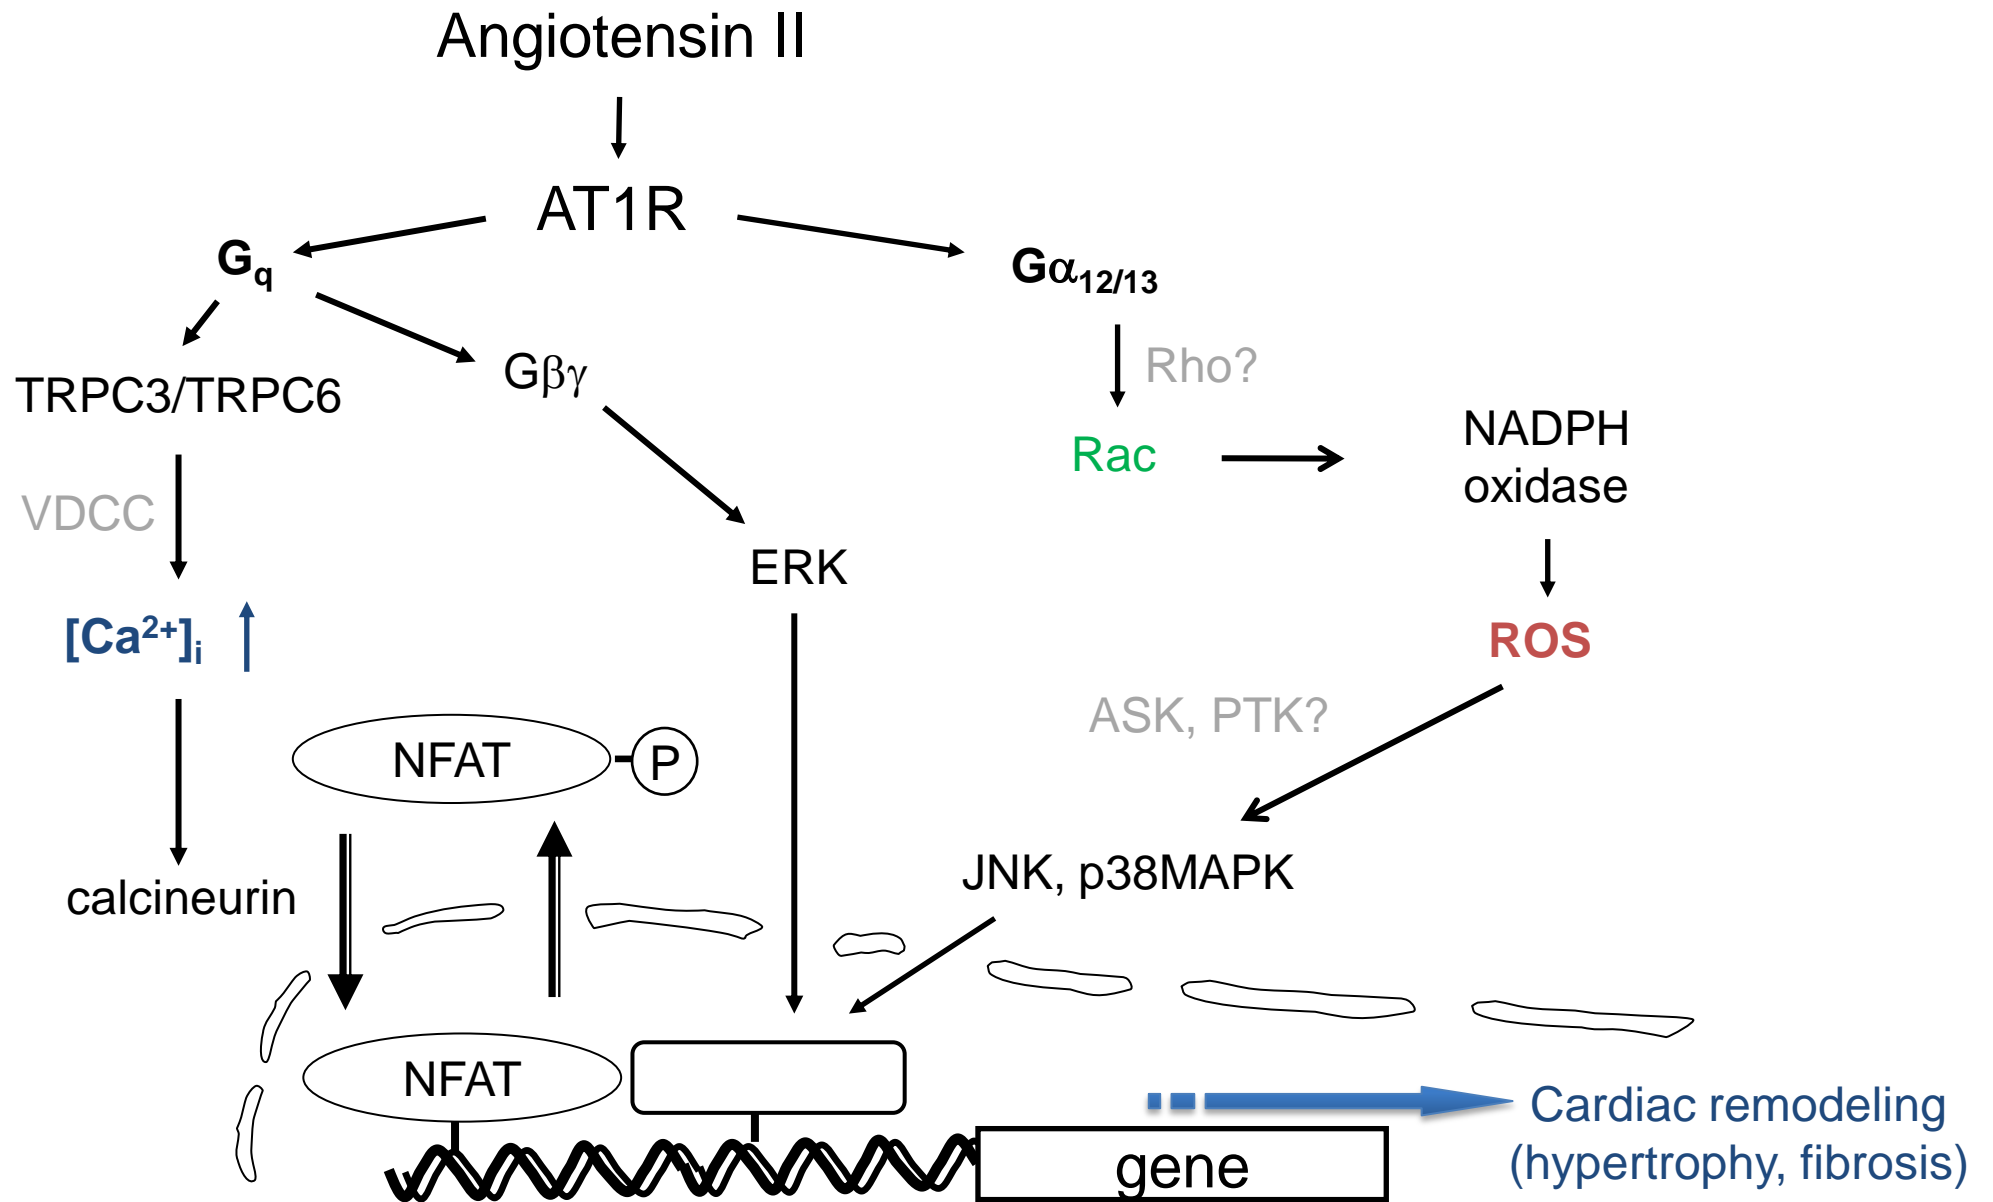 Angiotensin II
AT1R
Gq
Gα12/13
Rho?
Gβγ
TRPC3/TRPC6
NADPH
oxidase
Rac
VDCC
ERK
[Ca2+]i
ROS
ASK, PTK?
NFAT
P
JNK, p38MAPK
calcineurin
NFAT
Cardiac remodeling
(hypertrophy, fibrosis)
gene